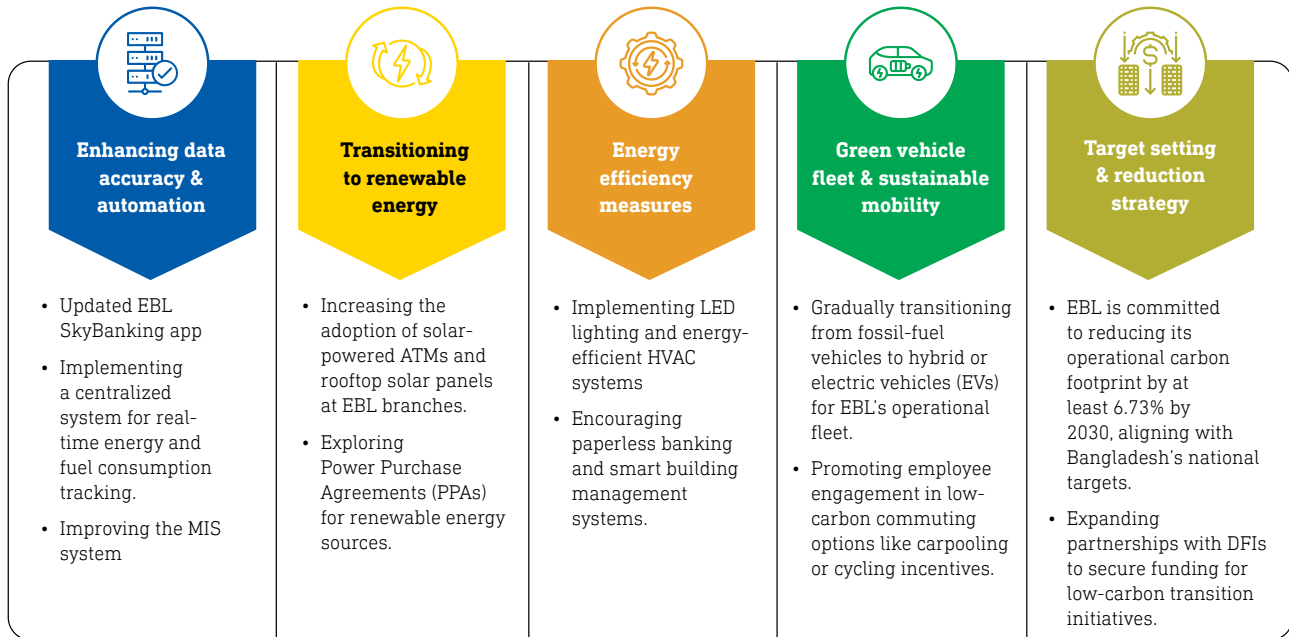 Enhancing data
accuracy &
automation
• Updated EBL
SkyBanking app
• Implementing
a centralized
system for real-
time energy and
fuel consumption
tracking.
• Improving the MIS
system
Transitioning
to renewable
energy
• Increasing the
adoption of solar-
powered ATMs and
rooftop solar panels
at EBL branches.
• Exploring
Power Purchase
Agreements (PPAs)
for renewable energy
sources.
Energy
efficiency
measures
• Implementing LED
lighting and energy-
efficient HVAC
systems
• Encouraging
paperless banking
and smart building
management
systems.
Green vehicle
fleet & sustainable
mobility
• Gradually transitioning
from fossil-fuel
vehicles to hybrid or
electric vehicles (EVs)
for EBL's operational
fleet.
• Promoting employee
engagement in low-
carbon commuting
options like carpooling
or cycling incentives.
$
Target setting
& reduction
strategy
• EBL is committed
to reducing its
operational carbon
footprint by at
least 6.73% by
2030, aligning with
Bangladesh's national
targets.
• Expanding
partnerships with DFIs
to secure funding for
low-carbon transition
initiatives.